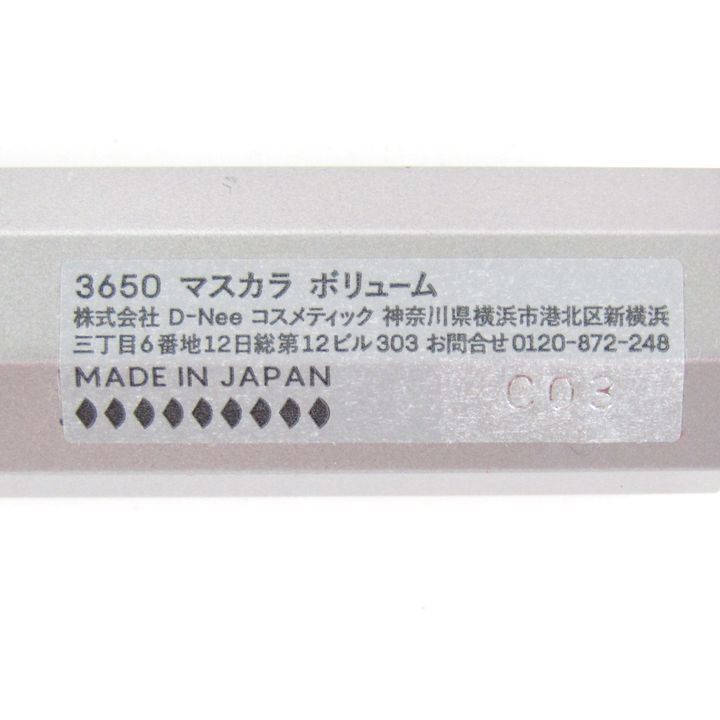 3650 マスカラ ボリューム
株式会社 D-Nee コスメティック 神奈川県横浜市港北区新横浜
三丁目6番地12日総第12ビル303 お問合せ0120-872-248
MADE IN JAPAN
C03